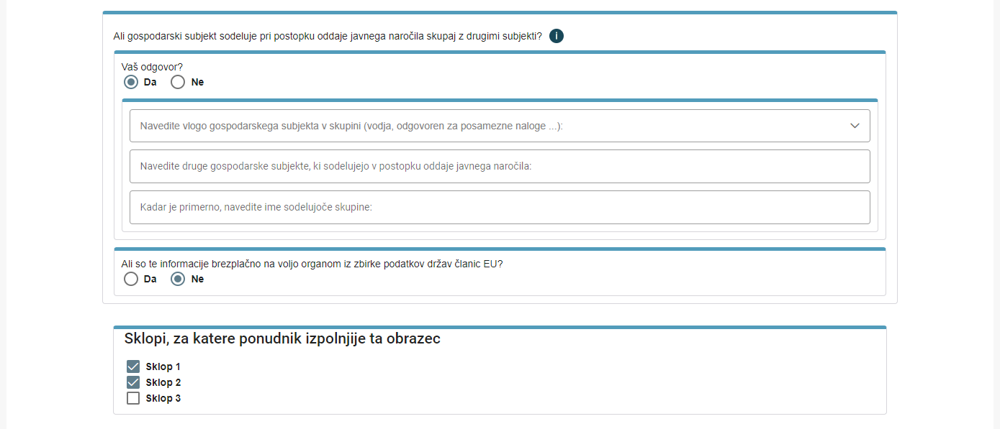 Ali gospodarski subjekt sodeluje pri postopku oddaje javnega naročila skupaj z drugimi subjekti? i
Vaš odgovor?
Da Ne
Navedite vlogo gospodarskega subjekta v skupini (vodja, odgovoren za posamezne naloge ...):
Navedite druge gospodarske subjekte, ki sodelujejo v postopku oddaje javnega naročila:
Kadar je primerno, navedite ime sodelujoče skupine:
Ali so te informacije brezplačno na voljo organom iz zbirke podatkov držav članic EU?
Da Ne
Sklopi, za katere ponudnik izpolnjije ta obrazec
Sklop 1
Sklop 2
Sklop 3